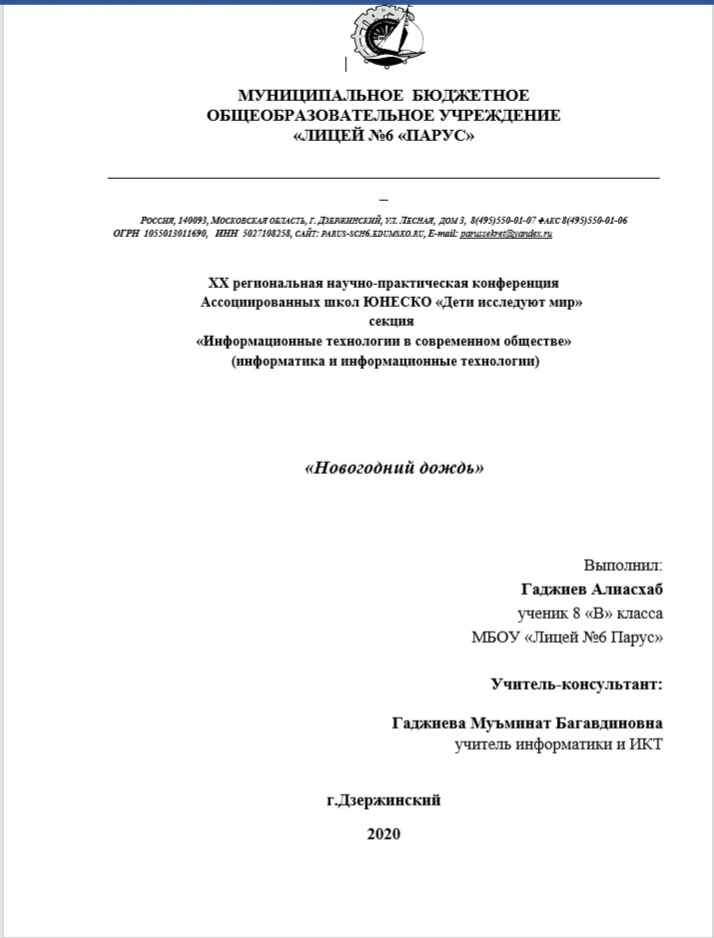 МУНИЦИПАЛЬНОЕ БЮДЖЕТНОЕ
ОБЩЕОБРАЗОВАТЕЛЬНОЕ УЧРЕЖДЕНИЕ
«ЛИЦЕЙ №6 «ПАРУС»
Россия, 140093, Московская область, г. Дзержинский, ул. Лесная, дом 3, 8(495)550-01-07 факс 8(495)550-01-06
ОГРН 1055013011690, ИНН 5027108258, сайт: parus-sch6.edumsko.ru, E-mail: parussekret@yandex.ru
XX региональная научно-практическая конференция
Ассоциированных школ ЮНЕСКО «Дети исследуют мир»
секция
«Информационные технологии в современном обществе»
(информатика и информационные технологии)
«Новогодний дождь»
Выполнил:
Гаджиев Алиасхаб
ученик 8 «В» класса
МБОУ «Лицей №6 Парус»
Учитель-консультант:
Гаджиева Муъминат Багавдиновна
учитель информатики и ИКТ
г.Дзержинский
2020